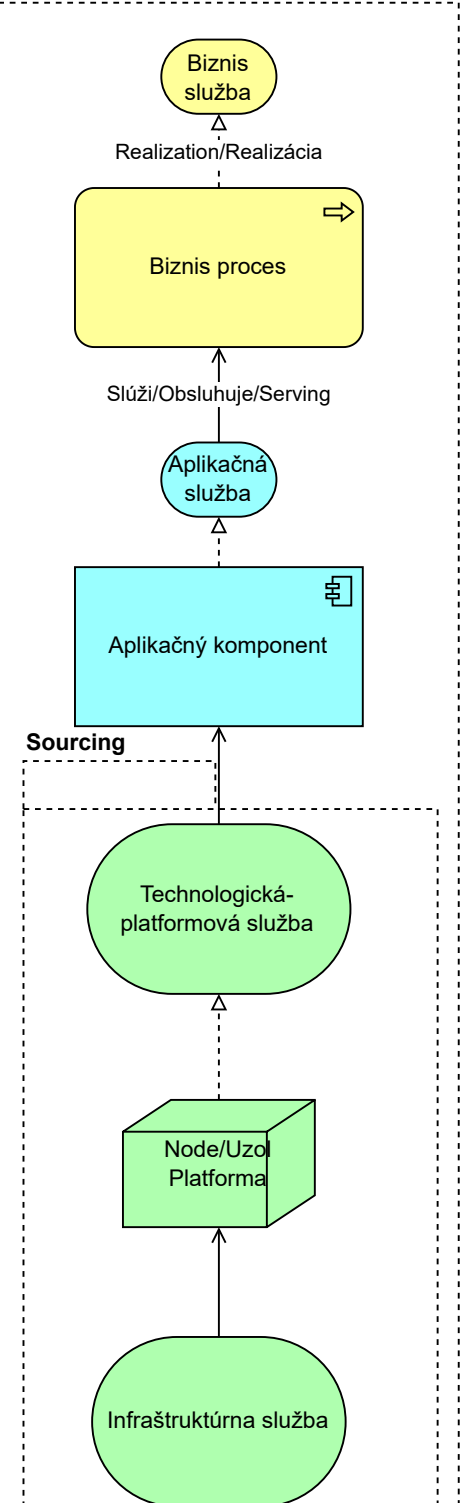 Biznis
služba
Realization/Realizácia
Biznis proces
Slúži/Obsluhuje/Serving
Aplikačná
služba
Aplikačný komponent
Sourcing
Technologická-
platformová služba
Node/Uzol
Platforma
Infraštruktúrna služba